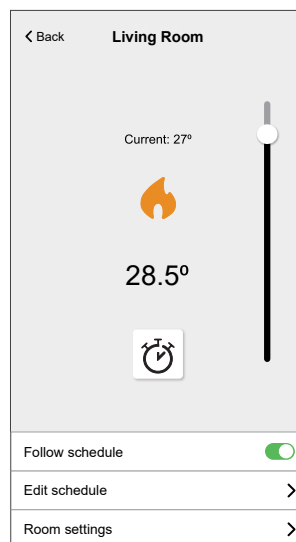 Back Living Room
Current: 27º
28.5º
Follow schedule
Edit schedule
Room settings